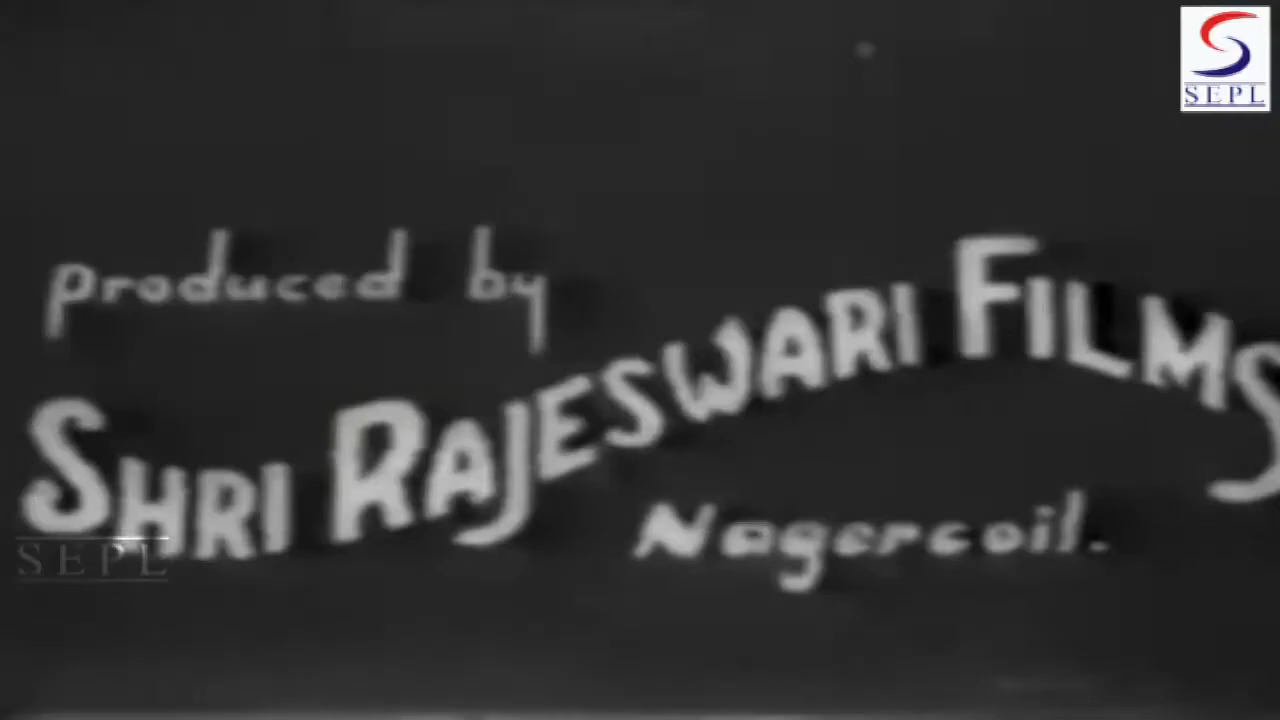 SEPL
produced by
SHRI RAJESWARI FILMS
Nagercoil.
SEPL